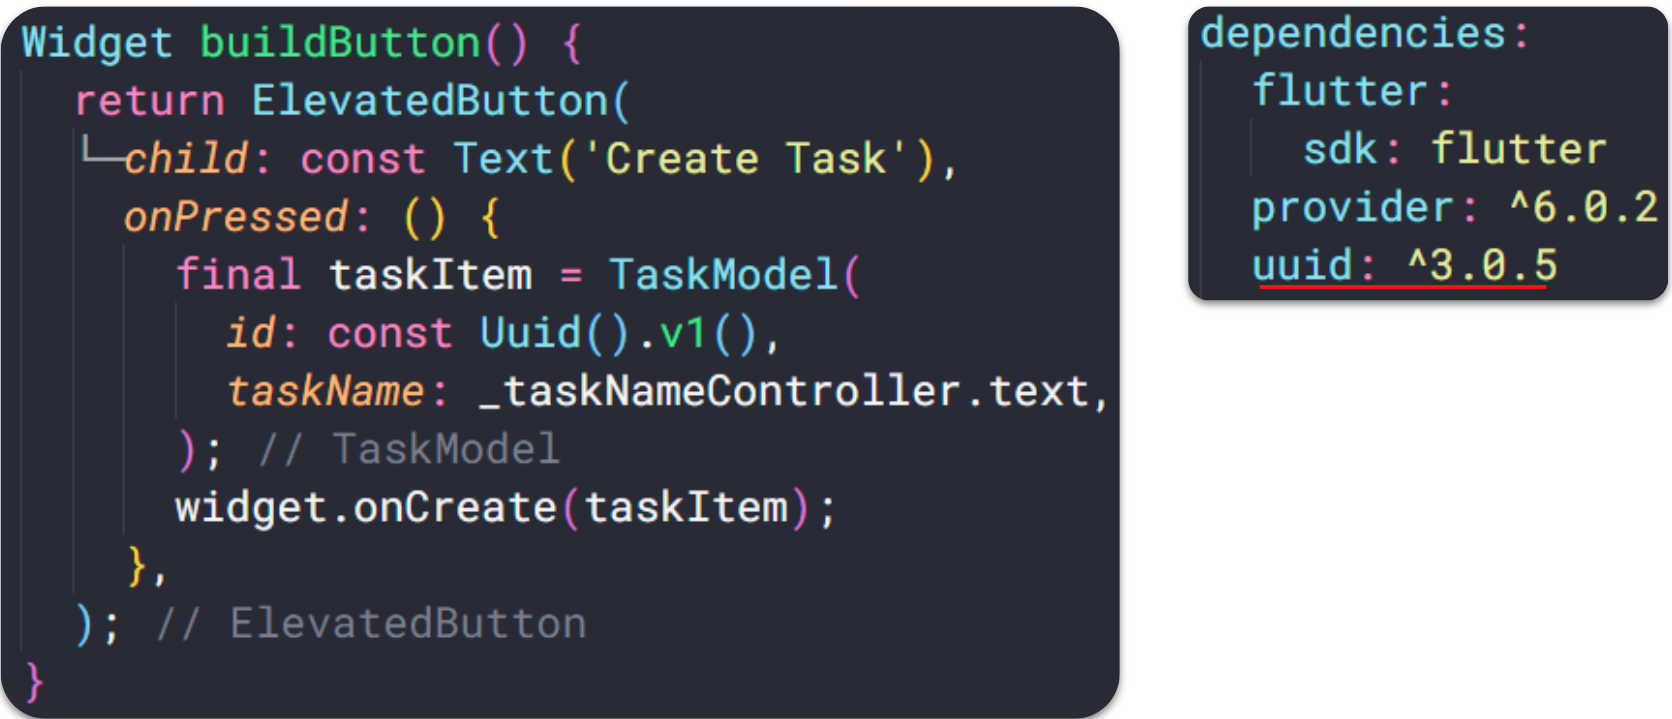 Widget buildButton() {
return ElevatedButton(
child: const Text('Create Task'),
onPressed: () {
final taskItem = TaskModel(
id: const Uuid().v1(),
taskName: _taskNameController.text,
); // TaskModel
widget.onCreate(taskItem);
},
); // ElevatedButton
}
dependencies:
flutter:
sdk: flutter
provider: ^6.0.2
uuid: ^3.0.5